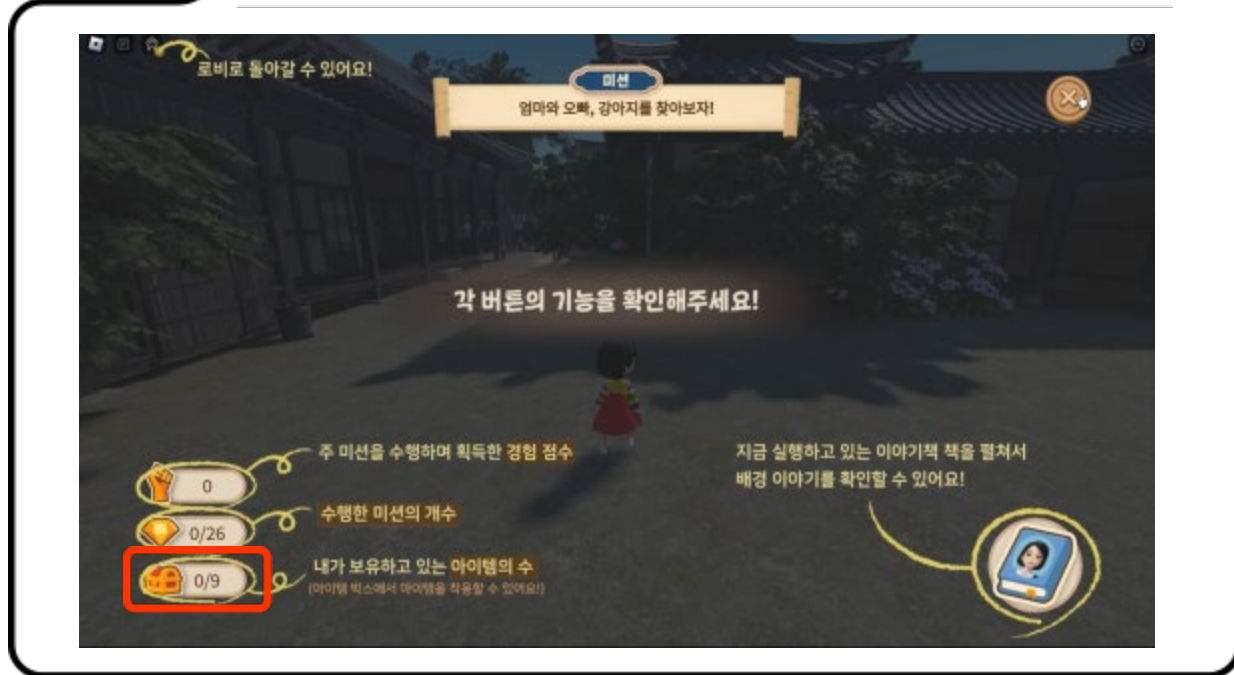 로비로 돌아갈 수 있어요!
미션
엄마와 오빠, 강아지를 찾아보자!
각 버튼의 기능을 확인해주세요!
주 미션을 수행하며 획득한 경험 점수
0
수행한 미션의 개수
0/26
내가 보유하고 있는 아이템의 수
(아이템 박스에서 아이템을 착용할 수 있어요!)
0/9
지금 실행하고 있는 이야기책 책을 펼쳐서
배경 이야기를 확인할 수 있어요!